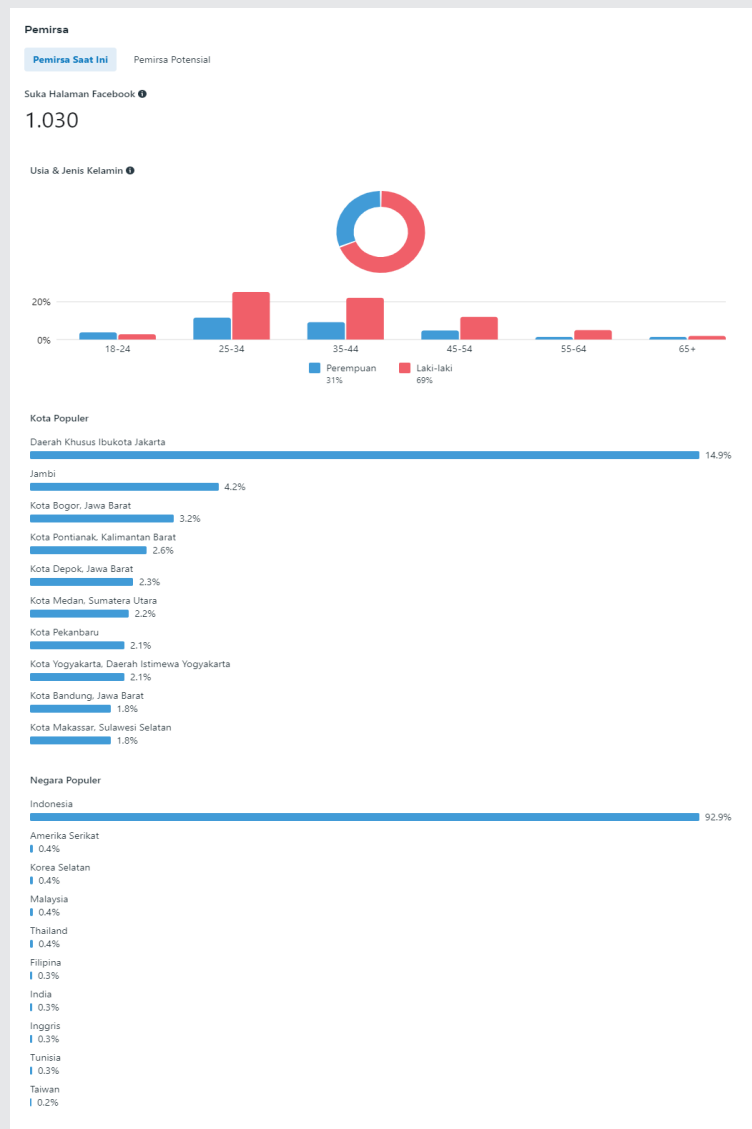 Pemirsa
Pemirsa Saat Ini Pemirsa Potensial
Suka Halaman Facebook
1.030
Usia & Jenis Kelamin
20%
0%
18-24 25-34 35-44 45-54 55-64 65+
Perempuan Laki-laki
31% 69%
Kota Populer
Daerah Khusus Ibukota Jakarta
14.9%
Jambi
4.2%
Kota Bogor, Jawa Barat
3.2%
Kota Pontianak, Kalimantan Barat
2.6%
Kota Depok, Jawa Barat
2.3%
Kota Medan, Sumatera Utara
2.2%
Kota Pekanbaru
2.1%
Kota Yogyakarta, Daerah Istimewa Yogyakarta
2.1%
Kota Bandung, Jawa Barat
1.8%
Kota Makassar, Sulawesi Selatan
1.8%
Negara Populer
Indonesia
92.9%
Amerika Serikat
0.4%
Korea Selatan
0.4%
Malaysia
0.4%
Thailand
0.4%
Filipina
0.3%
India
0.3%
Inggris
0.3%
Tunisia
0.3%
Taiwan
0.2%